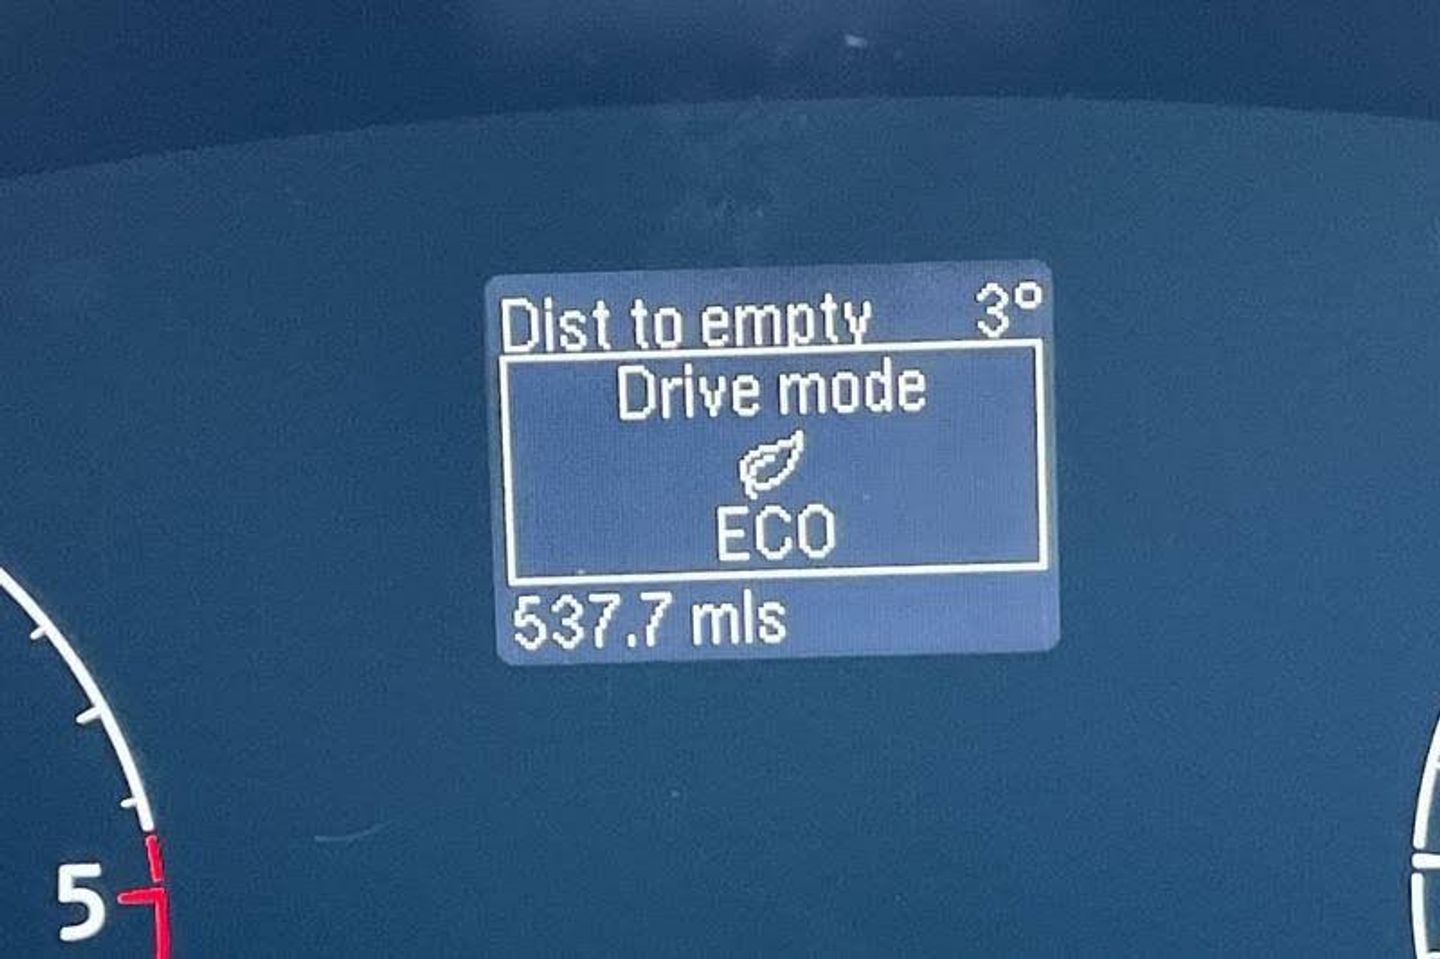 Dist to empty 3°
Drive mode
ECO
537.7 mls
5